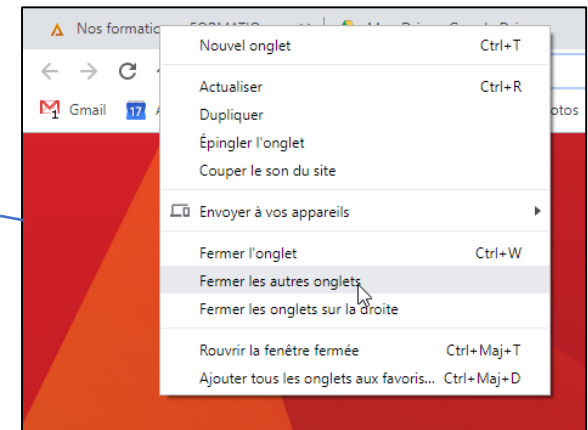 Nos formatio
Nouvel onglet Ctrl+T
Actualiser Ctrl+R
Gmail 17 otos
Dupliquer
Épingler l'onglet
Couper le son du site
Envoyer à vos appareils
Fermer l'onglet Ctrl+W
Fermer les autres onglets
Fermer les onglets sur la droite
Rouvrir la fenêtre fermée Ctrl+Maj+T
Ajouter tous les onglets aux favoris... Ctrl+Maj+D